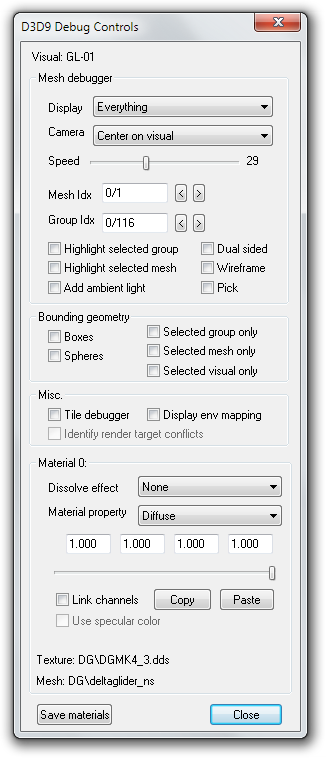 D3D9 Debug Controls
Visual: GL-01
Mesh debugger
Display Everything
Camera Center on visual
Speed 29
Mesh Idx 0/1 < >
Group Idx 0/116 < >
Highlight selected group Dual sided
Highlight selected mesh Wireframe
Add ambient light Pick
Bounding geometry
Boxes Selected group only
Spheres Selected mesh only
Selected visual only
Misc.
Tile debugger Display env mapping
Identify render target conflicts
Material 0:
Dissolve effect None
Material property Diffuse
1.000 1.000 1.000 1.000
Link channels Copy Paste
Use specular color
Texture: DG\DGMK4_3.dds
Mesh: DG\deltaglider_ns
Save materials Close